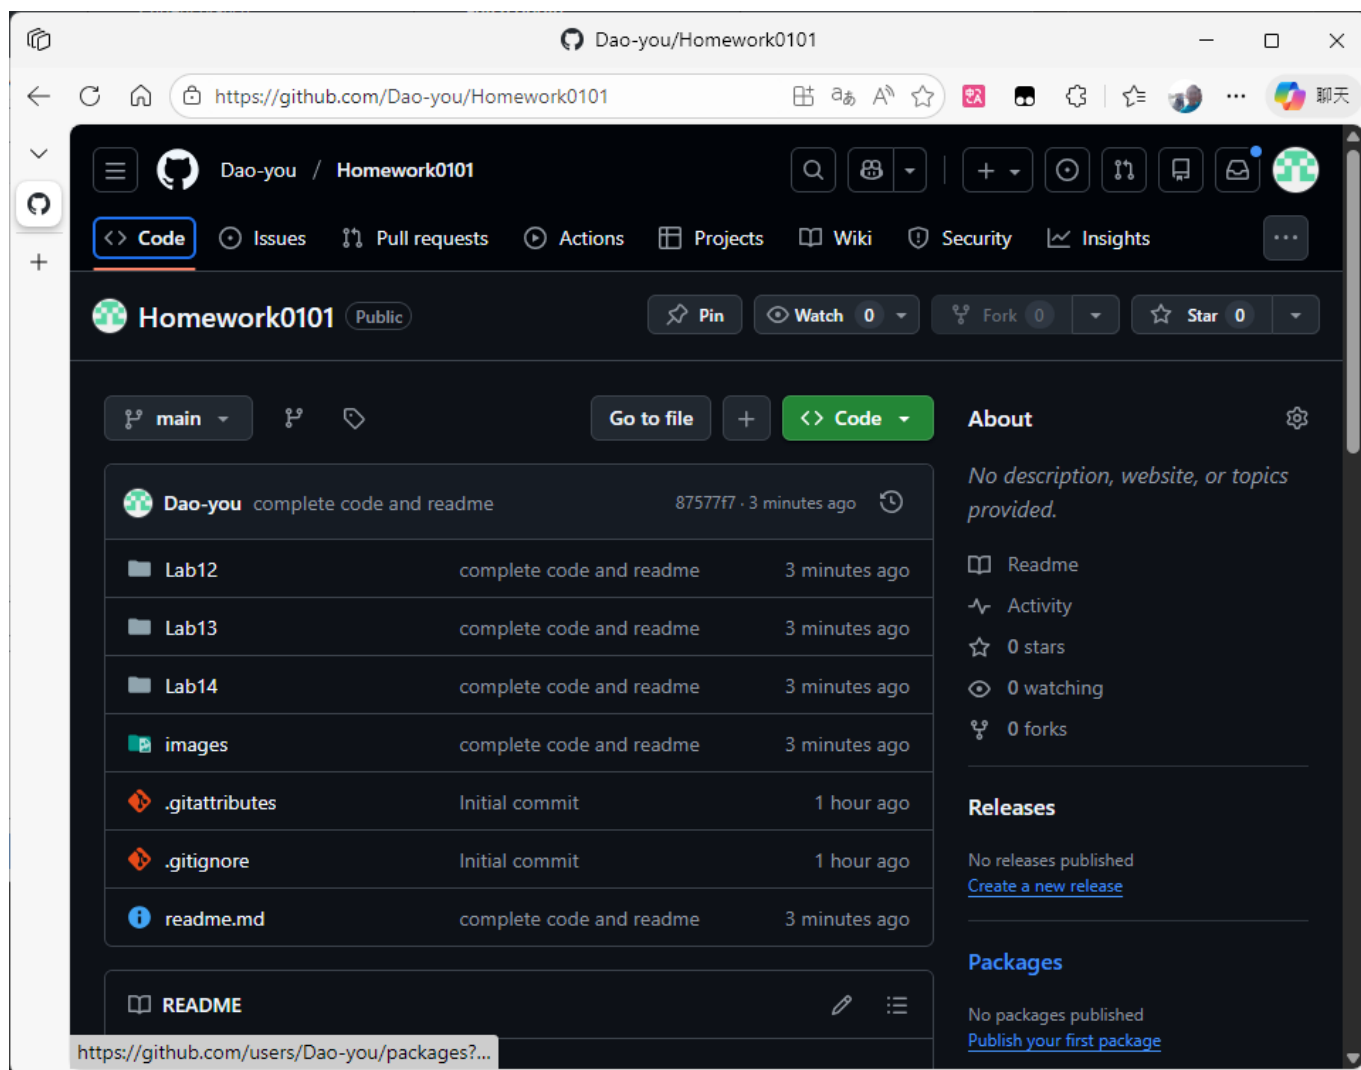 Dao-you/Homework0101
https://github.com/Dao-you/Homework0101
聊天
Dao-you / Homework0101
Code Issues Pull requests Actions Projects Wiki Security Insights
Homework0101 Public Pin Watch 0 Fork 0 Star 0
main Go to file Code
Dao-you complete code and readme 87577f7 · 3 minutes ago
Lab12 complete code and readme 3 minutes ago
Lab13 complete code and readme 3 minutes ago
Lab14 complete code and readme 3 minutes ago
images complete code and readme 3 minutes ago
.gitattributes Initial commit 1 hour ago
.gitignore Initial commit 1 hour ago
readme.md complete code and readme 3 minutes ago
README
About
No description, website, or topics
provided.
Readme
Activity
0 stars
0 watching
0 forks
Releases
No releases published
Create a new release
Packages
No packages published
Publish your first package
https://github.com/users/Dao-you/packages?...